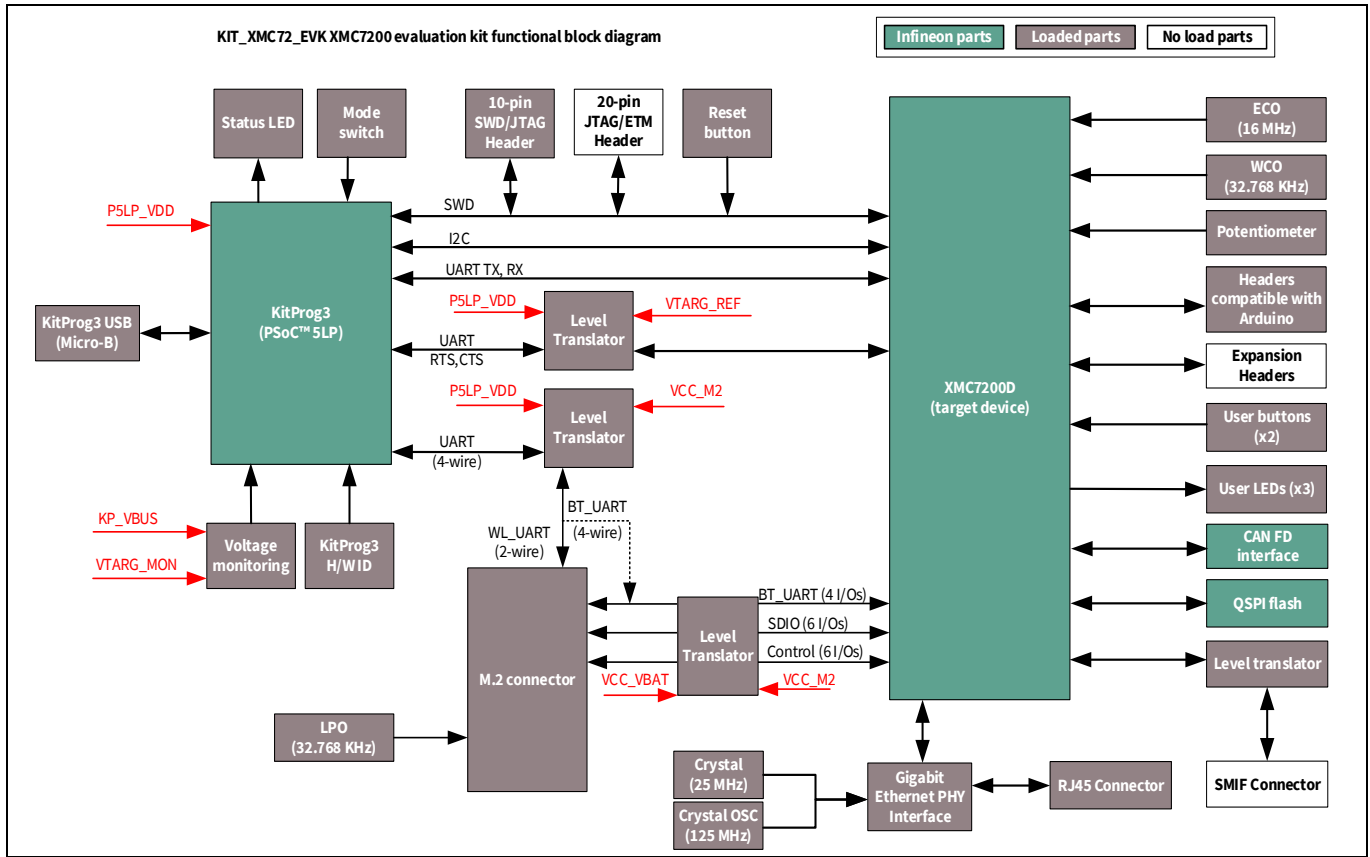 KIT_XMC72_EVK XMC7200 evaluation kit functional block diagram
Infineon parts
Loaded parts
No load parts
Status LED
Mode
switch
10-pin
SWD/JTAG
Header
20-pin
JTAG/ETM
Header
Reset
button
ECO
(16 MHz)
WCO
(32.768 KHz)
P5LP_VDD
SWD
I2C
UART TX, RX
Potentiometer
KitProg3 USB
(Micro-B)
KitProg3
(PSoC™ 5LP)
P5LP_VDD
Level
Translator
VTARG_REF
UART
RTS,CTS
Headers
compatible with
Arduino
Expansion
Headers
XMC7200D
(target device)
P5LP_VDD
Level
Translator
VCC_M2
UART
(4-wire)
User buttons
(x2)
User LEDs (x3)
KP_VBUS
VTARG_MON
Voltage
monitoring
KitProg3
H/W ID
BT_UART
(4-wire)
WL_UART
(2-wire)
CAN FD
interface
QSPI flash
BT_UART (4 I/Os)
SDIO (6 I/Os)
Control (6 I/Os)
Level
Translator
VCC_VBAT
VCC_M2
M.2 connector
Level translator
LPO
(32.768 KHz)
Crystal
(25 MHz)
Crystal OSC
(125 MHz)
Gigabit
Ethernet PHY
Interface
RJ45 Connector
SMIF Connector